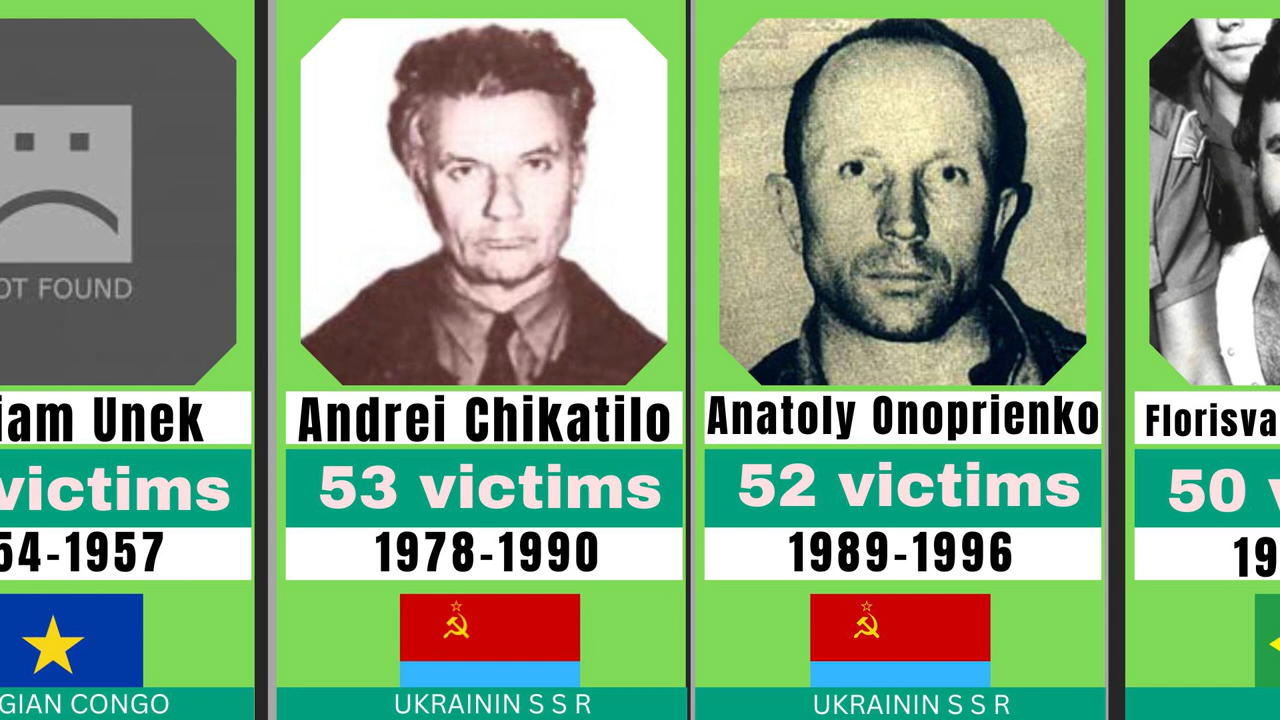 OT FOUND
iam Unek
victims
54-1957
GIAN CONGO
Andrei Chikatilo
53 victims
1978-1990
UKRAININ S S R
Anatoly Onoprienko
52 victims
1989-1996
UKRAININ S S R
Florisva
50 v
19